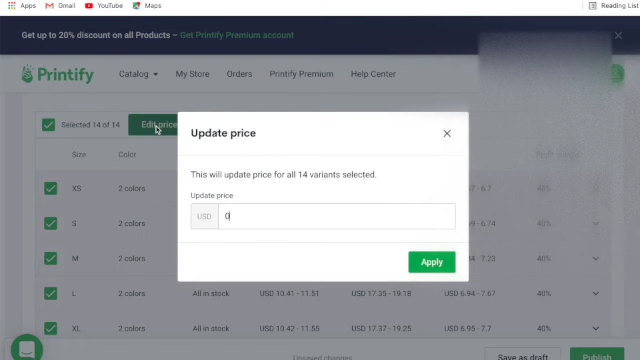 Apps Gmail YouTube Maps Reading List
Get up to 20% discount on all Products – Get Printify Premium account
Printify Catalog My Store Orders Printify Premium Help Center
Selected 14 of 14 Edit price
Update price
Size Color
This will update price for all 14 variants selected.
XS 2 colors - 6.7 40%
Update price
USD 0
S 2 colors - 6.74 40%
M 2 colors - 7.23 40%
Apply
L 2 colors All in stock USD 10.41 - 11.51 USD 17.35 - 19.18 USD 6.94 - 7.67 40%
XL 2 colors All in stock USD 10.42 - 11.55 USD 17.37 - 19.25 USD 6.95 - 7.7 40%
Unsaved changes Save as draft Publish